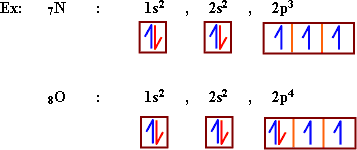 Ex: ₇N : 1s² , 2s² , 2p³
₈O : 1s² , 2s² , 2p⁴